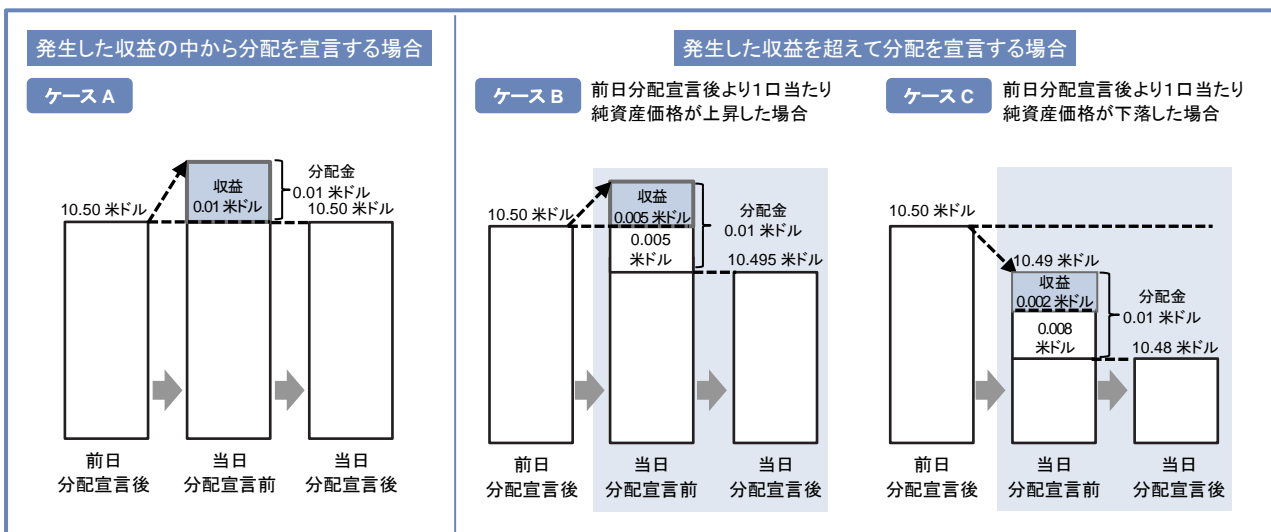 発生した収益の中から分配を宣言する場合
ケース A
分配金
0.01 米ドル
収益
0.01 米ドル
10.50 米ドル
10.50 米ドル
前日
分配宣言後
当日
分配宣言前
当日
分配宣言後
発生した収益を超えて分配を宣言する場合
ケース B
前日分配宣言後より1口当たり
純資産価格が上昇した場合
10.50 米ドル
収益
0.005 米ドル
0.005
米ドル
分配金
0.01 米ドル
10.495 米ドル
前日
分配宣言後
当日
分配宣言前
当日
分配宣言後
ケース C
前日分配宣言後より1口当たり
純資産価格が下落した場合
10.50 米ドル
10.49 米ドル
収益
0.002 米ドル
0.008
米ドル
分配金
0.01 米ドル
10.48 米ドル
前日
分配宣言後
当日
分配宣言前
当日
分配宣言後